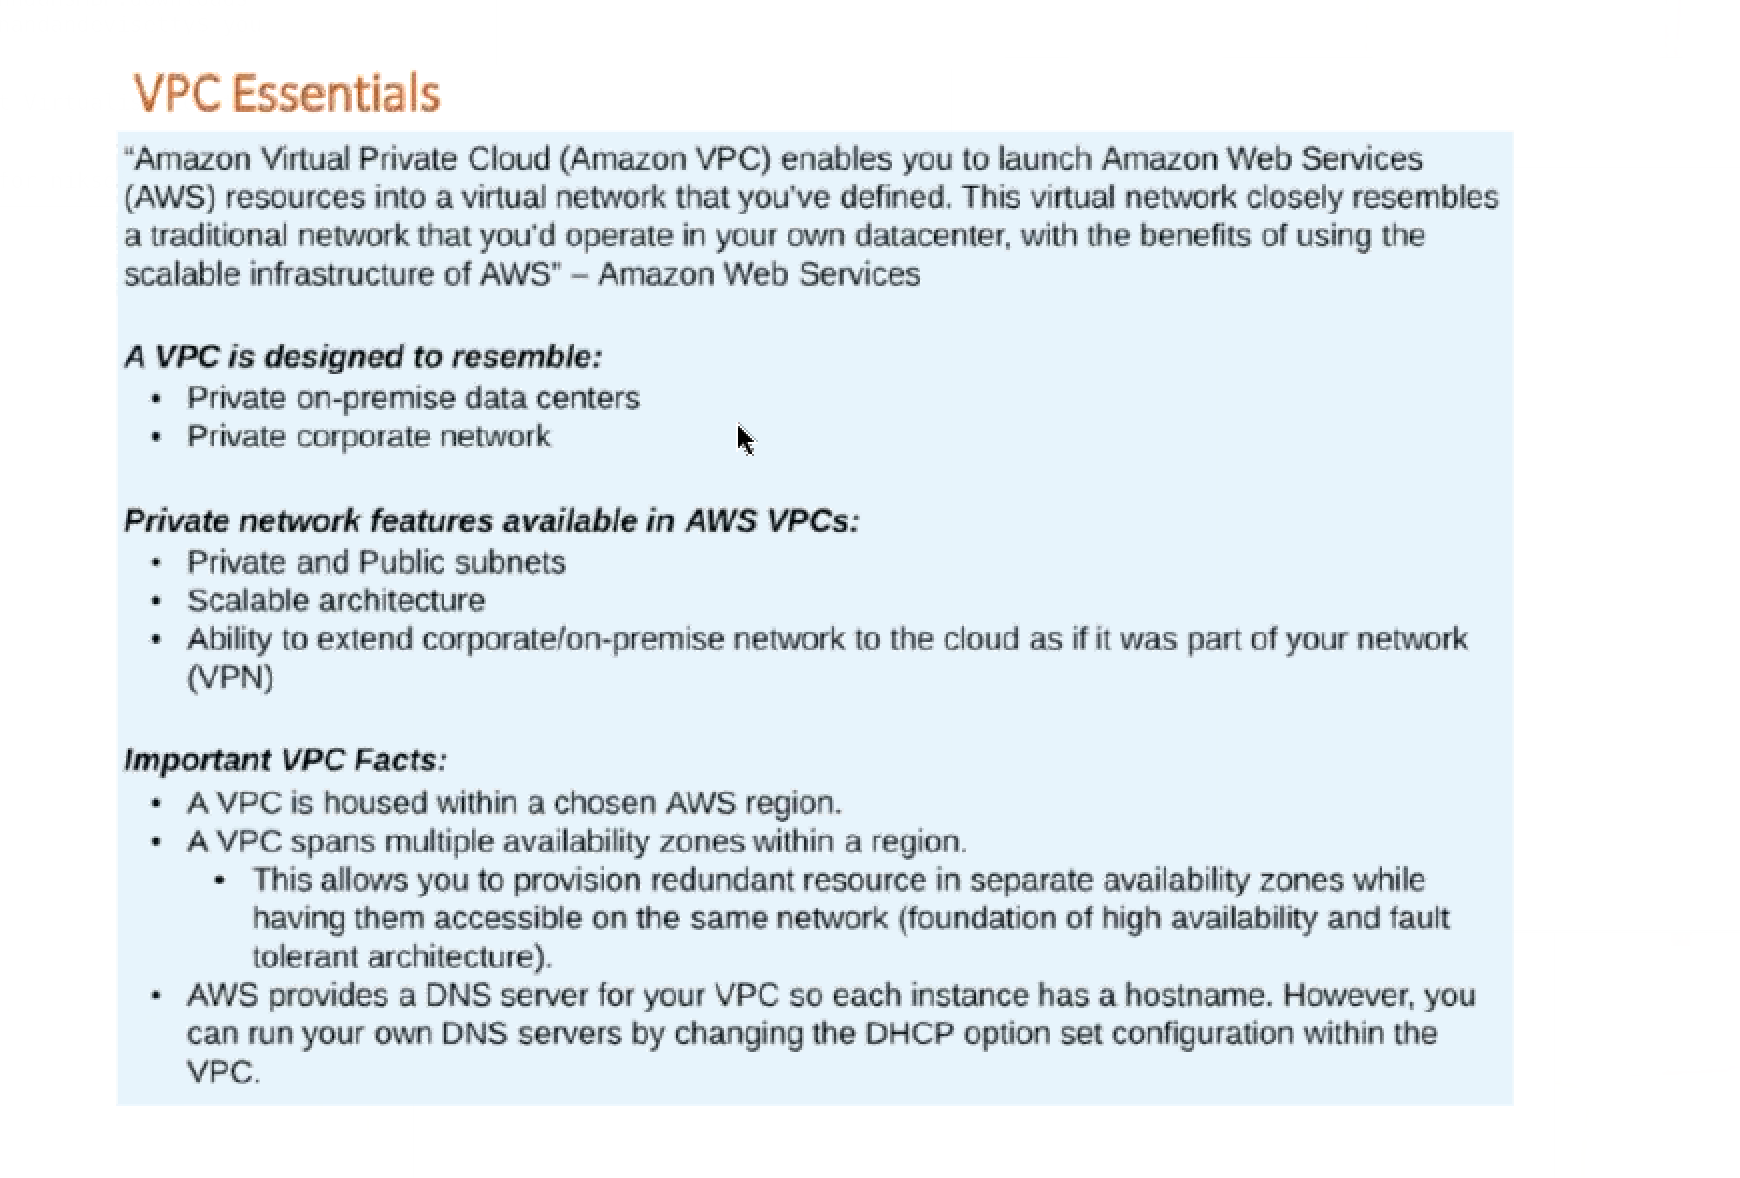 VPC Essentials
“Amazon Virtual Private Cloud (Amazon VPC) enables you to launch Amazon Web Services
(AWS) resources into a virtual network that you've defined. This virtual network closely resembles
a traditional network that you'd operate in your own datacenter, with the benefits of using the
scalable infrastructure of AWS” – Amazon Web Services
A VPC is designed to resemble:
• Private on-premise data centers
• Private corporate network
Private network features available in AWS VPCs:
• Private and Public subnets
• Scalable architecture
• Ability to extend corporate/on-premise network to the cloud as if it was part of your network
(VPN)
Important VPC Facts:
• A VPC is housed within a chosen AWS region.
• A VPC spans multiple availability zones within a region.
• This allows you to provision redundant resource in separate availability zones while
having them accessible on the same network (foundation of high availability and fault
tolerant architecture).
• AWS provides a DNS server for your VPC so each instance has a hostname. However, you
can run your own DNS servers by changing the DHCP option set configuration within the
VPC.